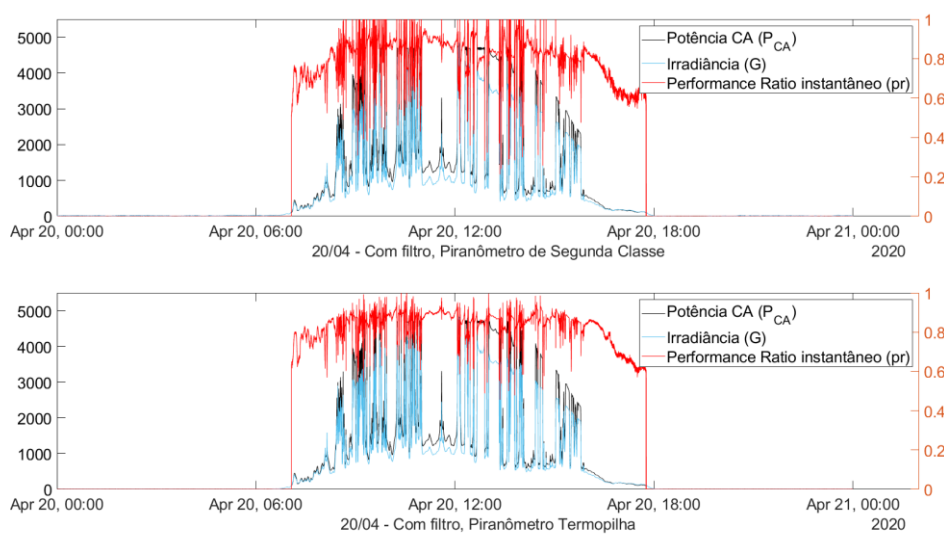 5000
4000
3000
2000
1000
0
1
0.8
0.6
0.4
0.2
0
Potência CA (P_CA)
Irradiância (G)
Performance Ratio instantâneo (pr)
Apr 20, 00:00 Apr 20, 06:00 Apr 20, 12:00 Apr 20, 18:00 Apr 21, 00:00
20/04 - Com filtro, Piranômetro de Segunda Classe 2020
5000
4000
3000
2000
1000
0
1
0.8
0.6
0.4
0.2
0
Potência CA (P_CA)
Irradiância (G)
Performance Ratio instantâneo (pr)
Apr 20, 00:00 Apr 20, 06:00 Apr 20, 12:00 Apr 20, 18:00 Apr 21, 00:00
20/04 - Com filtro, Piranômetro Termopilha 2020